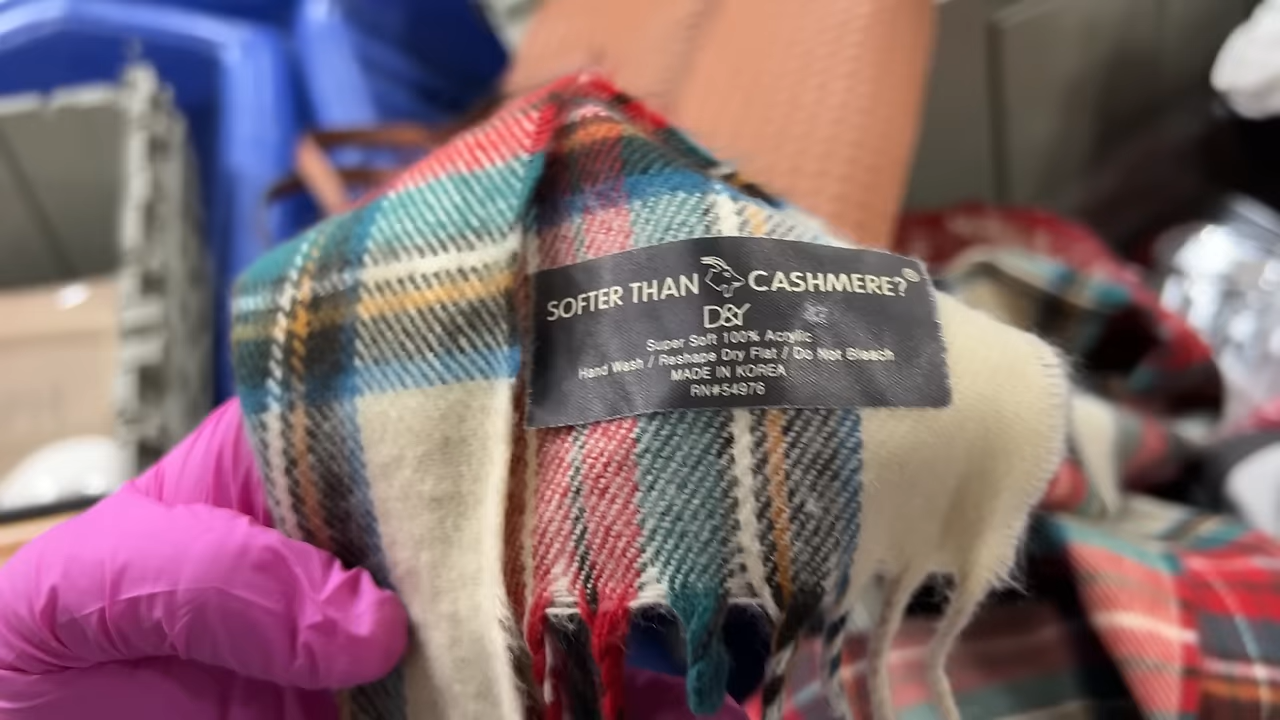 SOFTER THAN CASHMERE?®
D&Y
Super Soft 100% Acrylic
Hand Wash / Reshape Dry Flat / Do Not Bleach
MADE IN KOREA
RN#54976